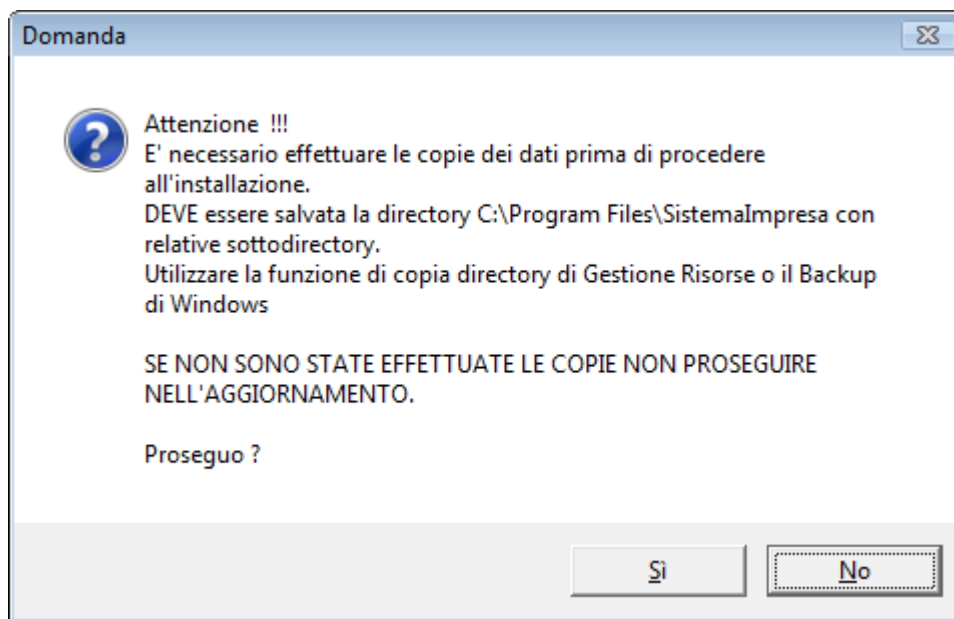 Domanda
Attenzione  !!!
E' necessario effettuare le copie dei dati prima di procedere
all'installazione.
DEVE essere salvata la directory C:\Program Files\SistemaImpresa con
relative sottodirectory.
Utilizzare la funzione di copia directory di Gestione Risorse o il Backup
di Windows
SE NON SONO STATE EFFETTUATE LE COPIE NON PROSEGUIRE
NELL'AGGIORNAMENTO.
Proseguo ?
Sì
No